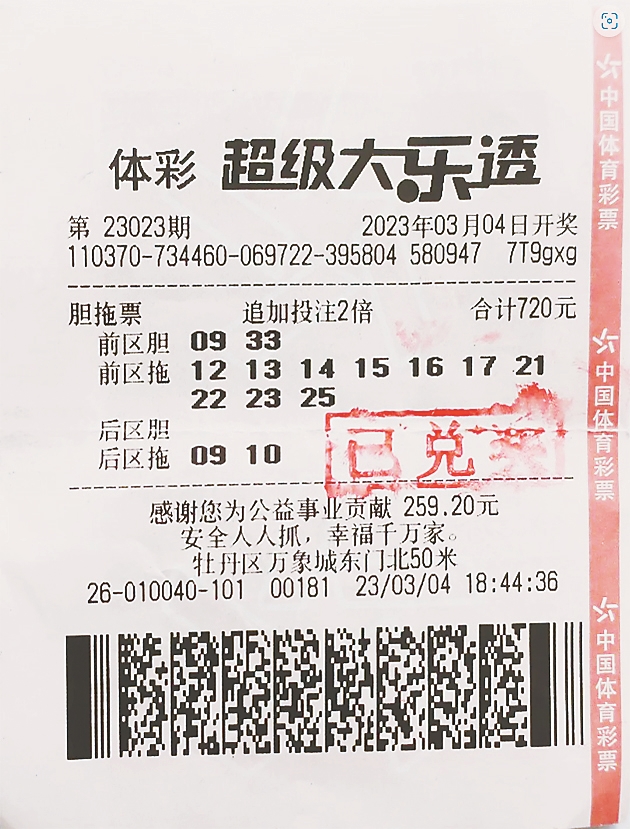 体彩 超级大乐透
第 23023期 2023年03月04日开奖
110370-734460-069722-395804 580947 7T9gxg
胆拖票 追加投注2倍 合计720元
前区胆 09 33
前区拖 12 13 14 15 16 17 21
22 23 25
后区胆
后区拖 09 10
已兑
感谢您为公益事业贡献 259.20元
安全人人抓，幸福千万家。
牡丹区万象城东门北50米
26-010040-101 00181 23/03/04 18:44:36
中国体育彩票
中国体育彩票
中国体育彩票